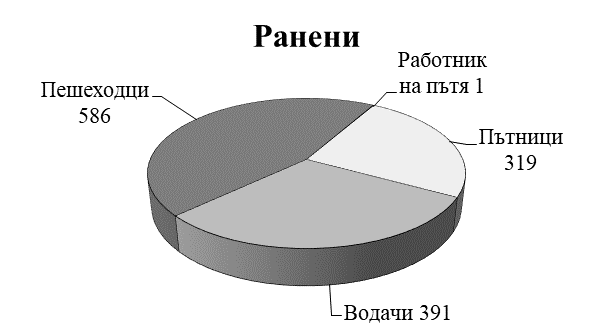 Ранени
Работник
на пътя 1
Пешеходци
586
Пътници
319
Водачи 391